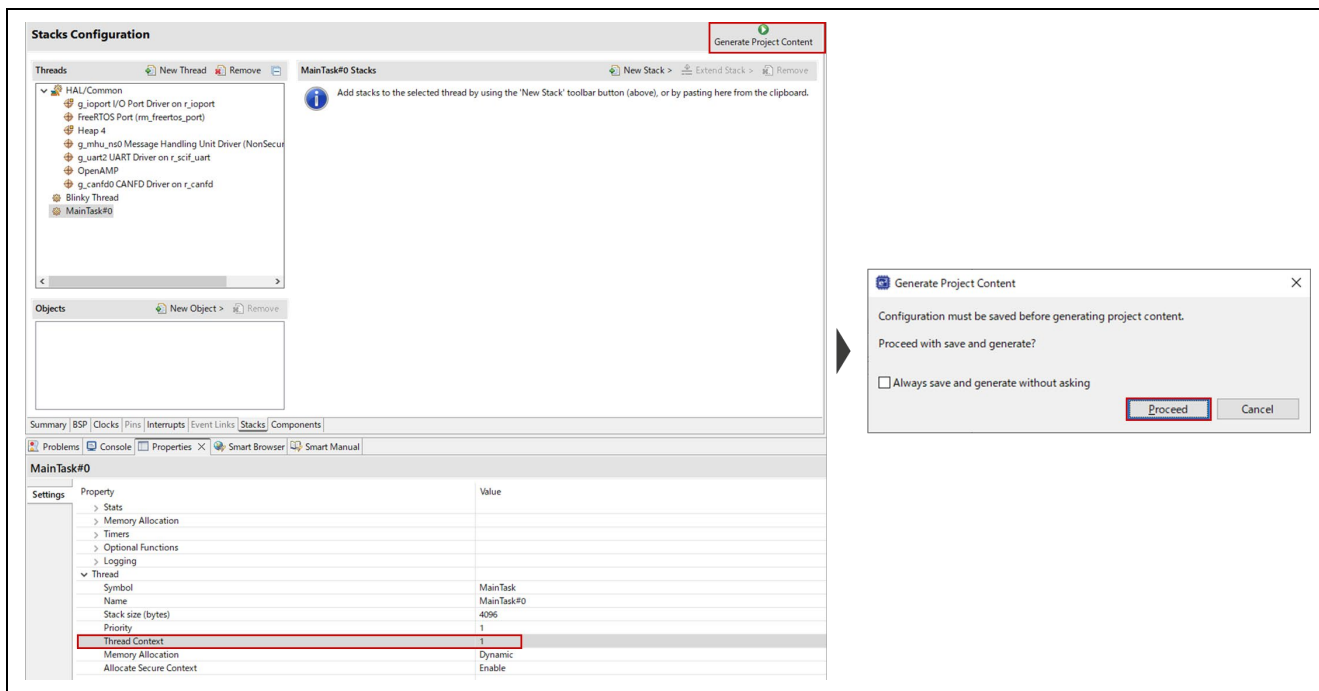 Stacks Configuration
Generate Project Content
Threads
New Thread
Remove
MainTask#0 Stacks
New Stack >
Extend Stack >
Remove
HAL/Common
g_ioport I/O Port Driver on r_ioport
FreeRTOS Port (rm_freertos_port)
Heap 4
g_mhu_ns0 Message Handling Unit Driver (NonSecur
g_uart2 UART Driver on r_scif_uart
OpenAMP
g_canfd0 CANFD Driver on r_canfd
Blinky Thread
MainTask#0
Add stacks to the selected thread by using the 'New Stack' toolbar button (above), or by pasting here from the clipboard.
Objects
New Object >
Remove
Summary BSP Clocks Pins Interrupts Event Links Stacks Components
Problems Console Properties Smart Browser Smart Manual
MainTask#0
Settings
Property Value
Stats
Memory Allocation
Timers
Optional Functions
Logging
Thread
Symbol MainTask
Name MainTask#0
Stack size (bytes) 4096
Priority 1
Thread Context 1
Memory Allocation Dynamic
Allocate Secure Context Enable
Generate Project Content
Configuration must be saved before generating project content.
Proceed with save and generate?
Always save and generate without asking
Proceed
Cancel